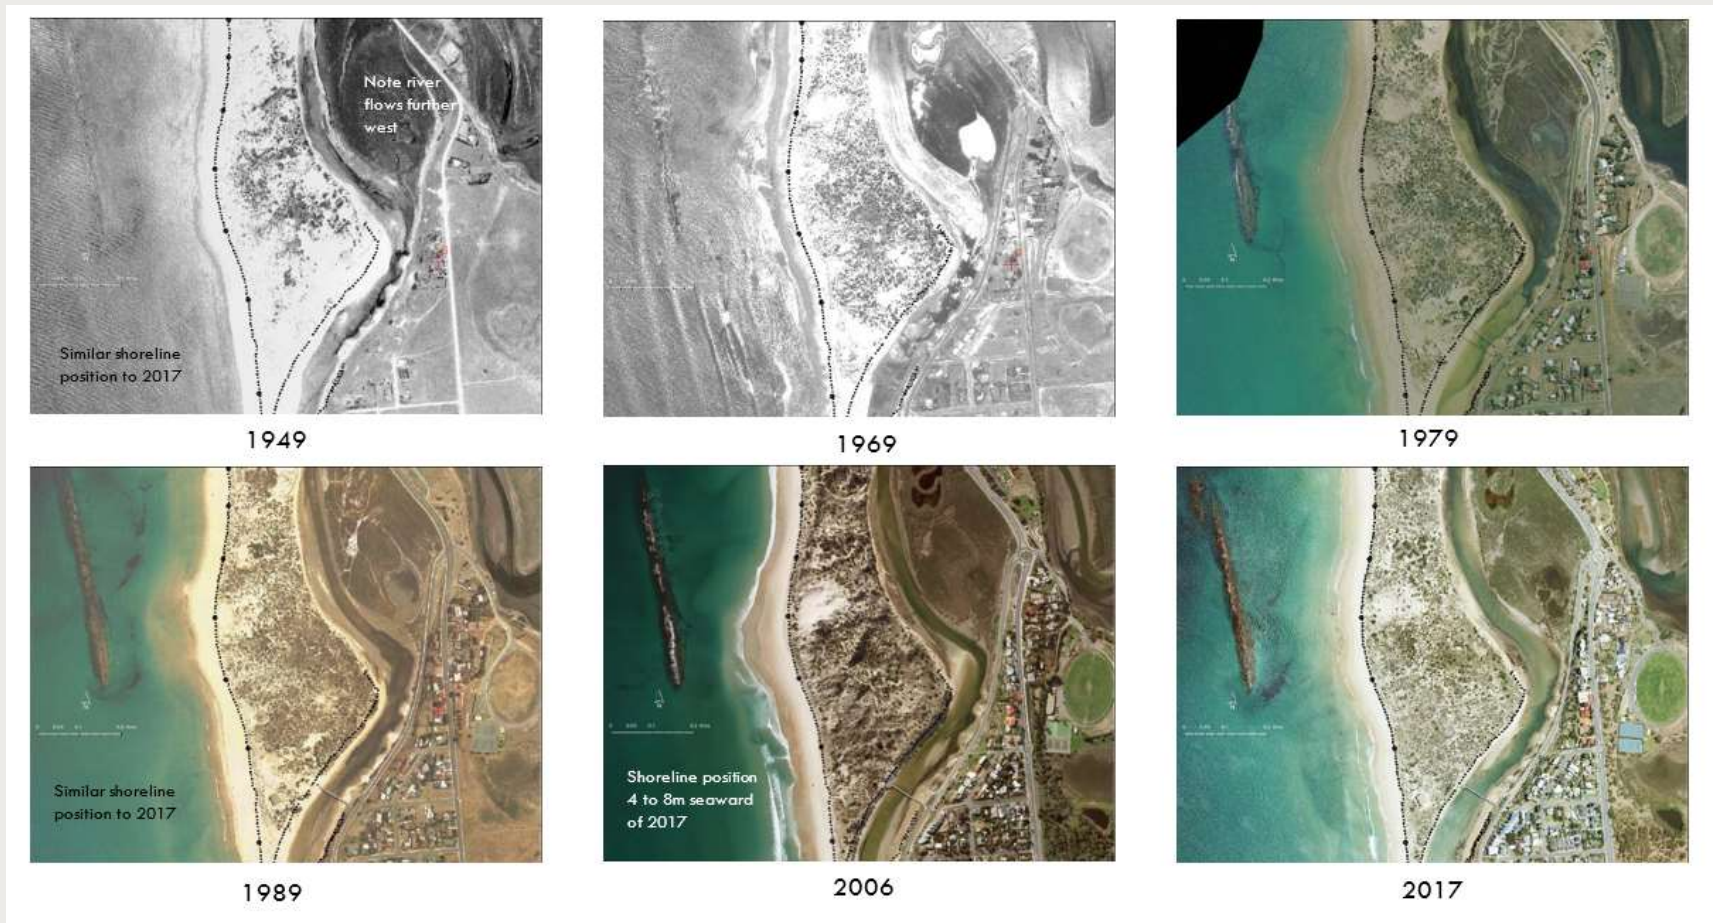 Note river
flows further
west
Similar shoreline
position to 2017
1949
1969
1979
Similar shoreline
position to 2017
1989
Shoreline position
4 to 8m seaward
of 2017
2006
2017